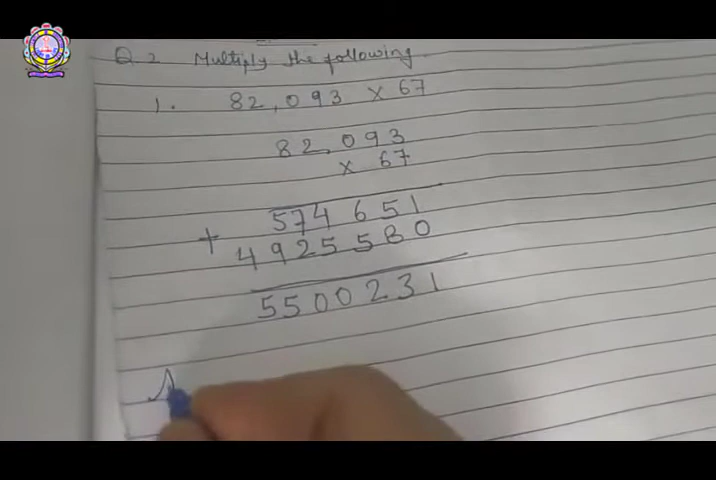 Q 2 Multiply the following
1. 82,093 x 67
82,093
x 67
574 651
+ 4925580
5500231